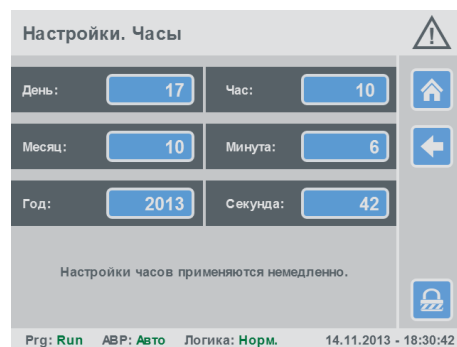 Настройки. Часы
День: 17 Час: 10
Месяц: 10 Минута: 6
Год: 2013 Секунда: 42
Настройки часов применяются немедленно.
Prg: Run АВР: Авто Логика: Норм. 14.11.2013 - 18:30:42